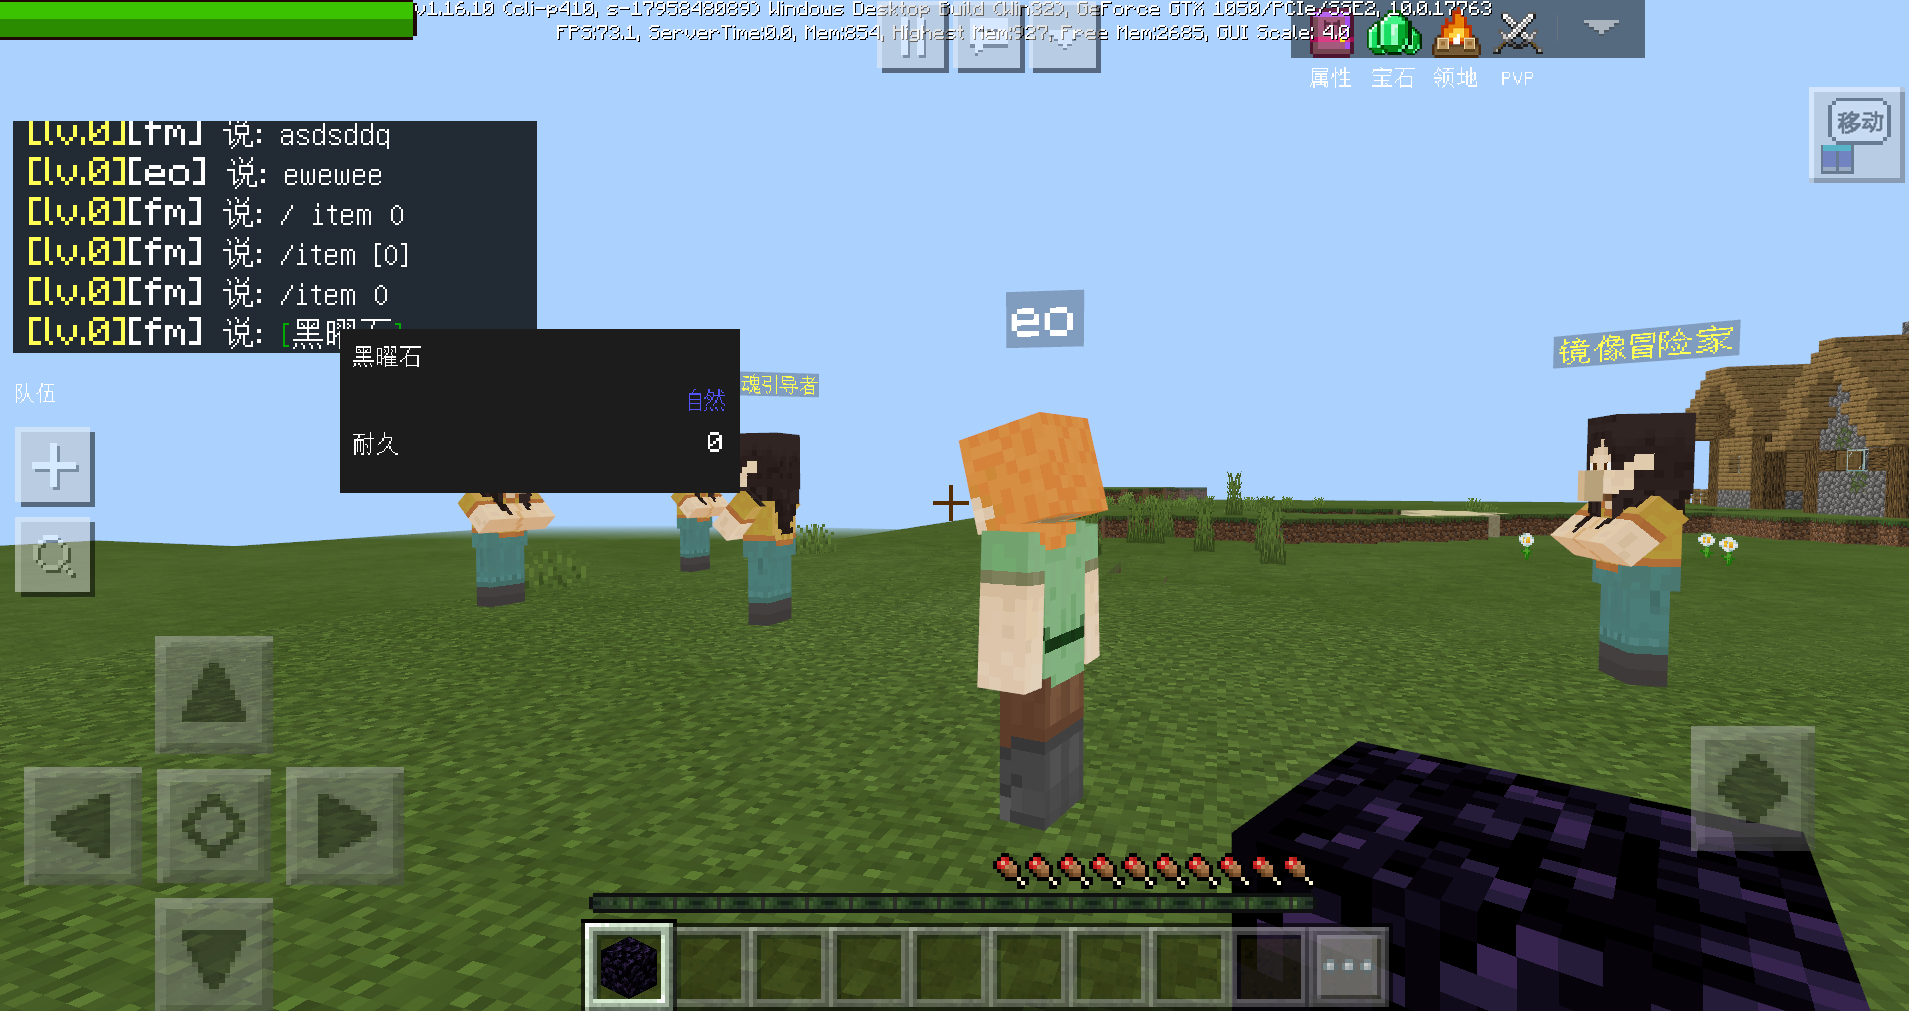 v1.16.10 (cli-p410, s-1795848089) Windows Desktop Build (Win32), GeForce GTX 1050/PCIe/SSE2, 10.0.17763
FPS:73.1, ServerTime:0.0, Mem:854, Highest Mem:927, Free Mem:2685, GUI Scale: 4.0
属性 宝石 领地 PVP
移动
[lv.0][fm] 说: asdsddq
[lv.0][eo] 说: ewewee
[lv.0][fm] 说: / item 0
[lv.0][fm] 说: /item [0]
[lv.0][fm] 说: /item 0
[lv.0][fm] 说: [黑曜石]
eo
镜像冒险家
黑曜石
魂引导者
队伍
自然
耐久 0